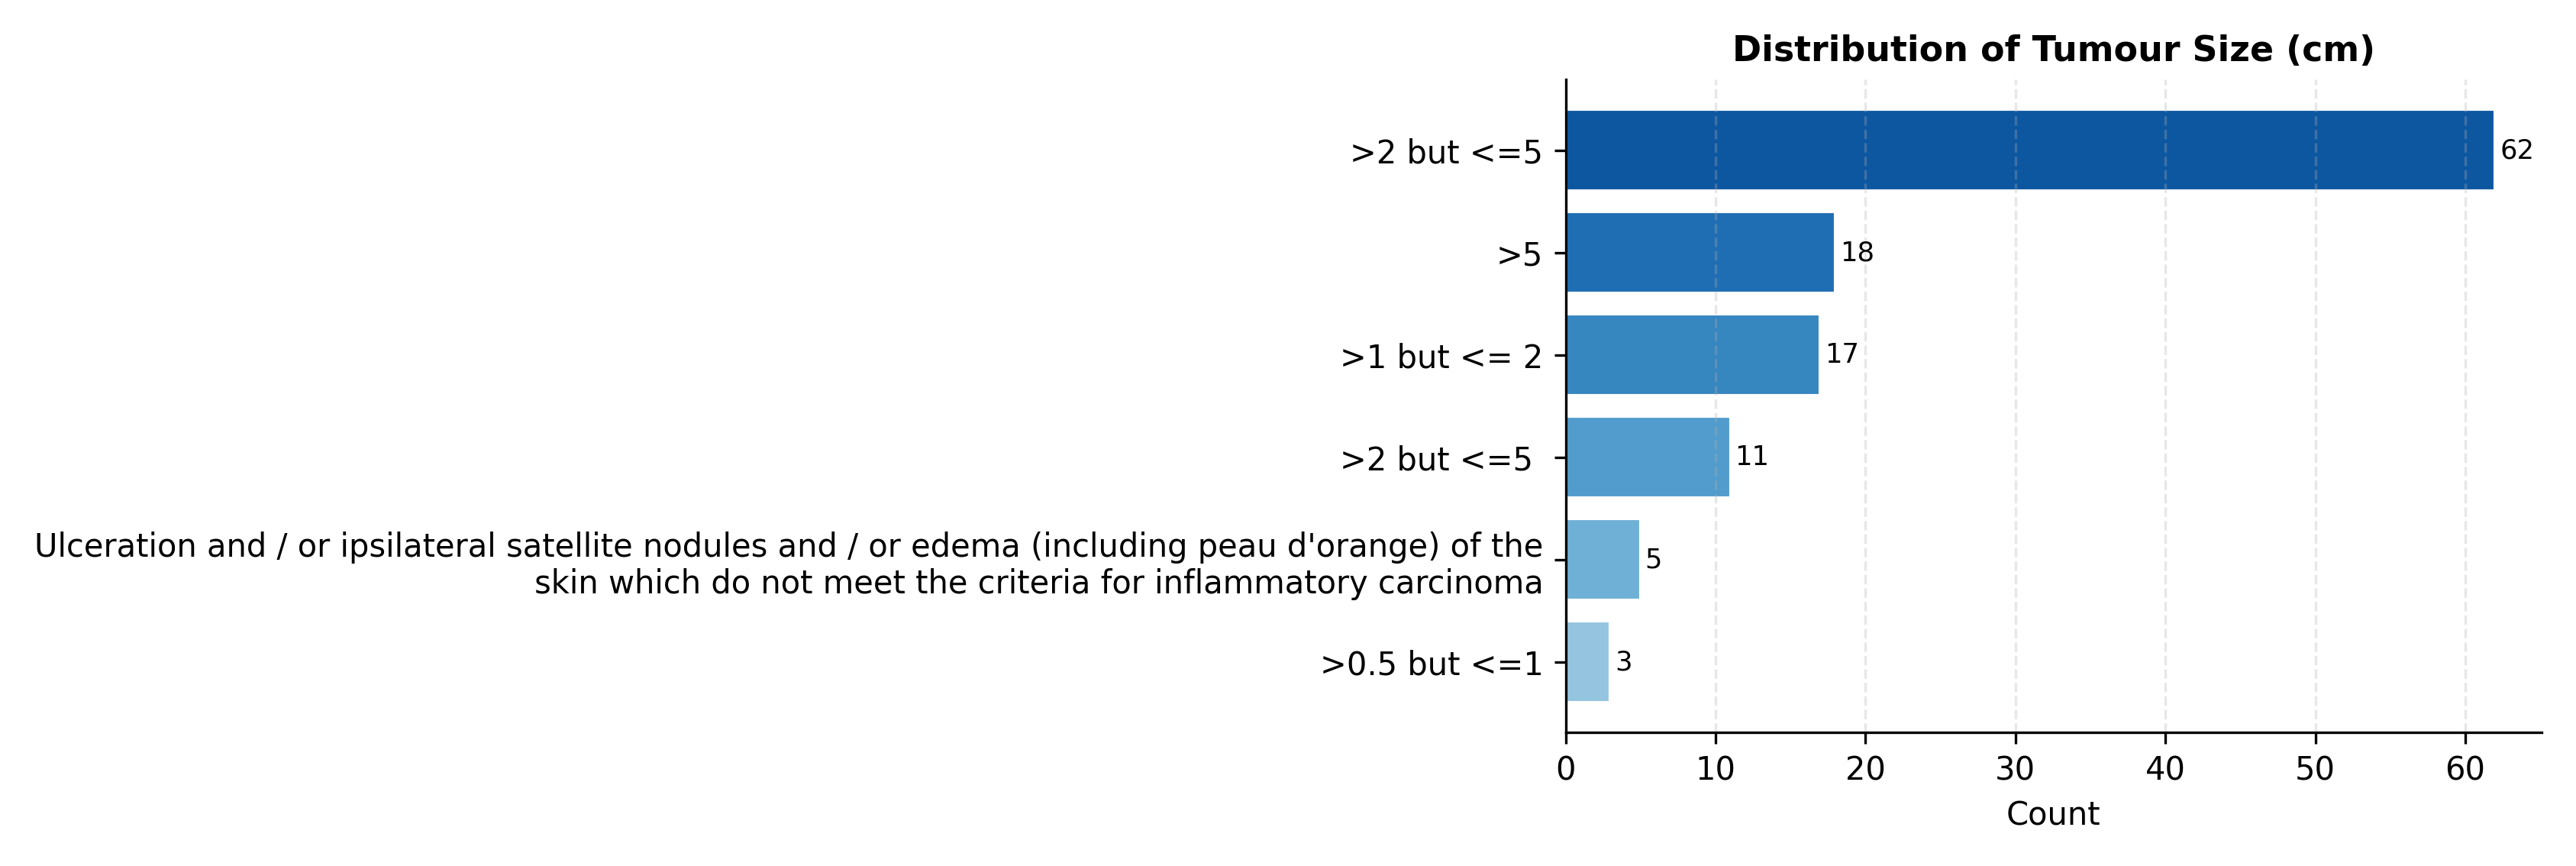 Distribution of Tumour Size (cm)
>2 but <=5
62
>5
18
>1 but <= 2
17
>2 but <=5
11
Ulceration and / or ipsilateral satellite nodules and / or edema (including peau d'orange) of the
skin which do not meet the criteria for inflammatory carcinoma
5
>0.5 but <=1
3
0 10 20 30 40 50 60
Count